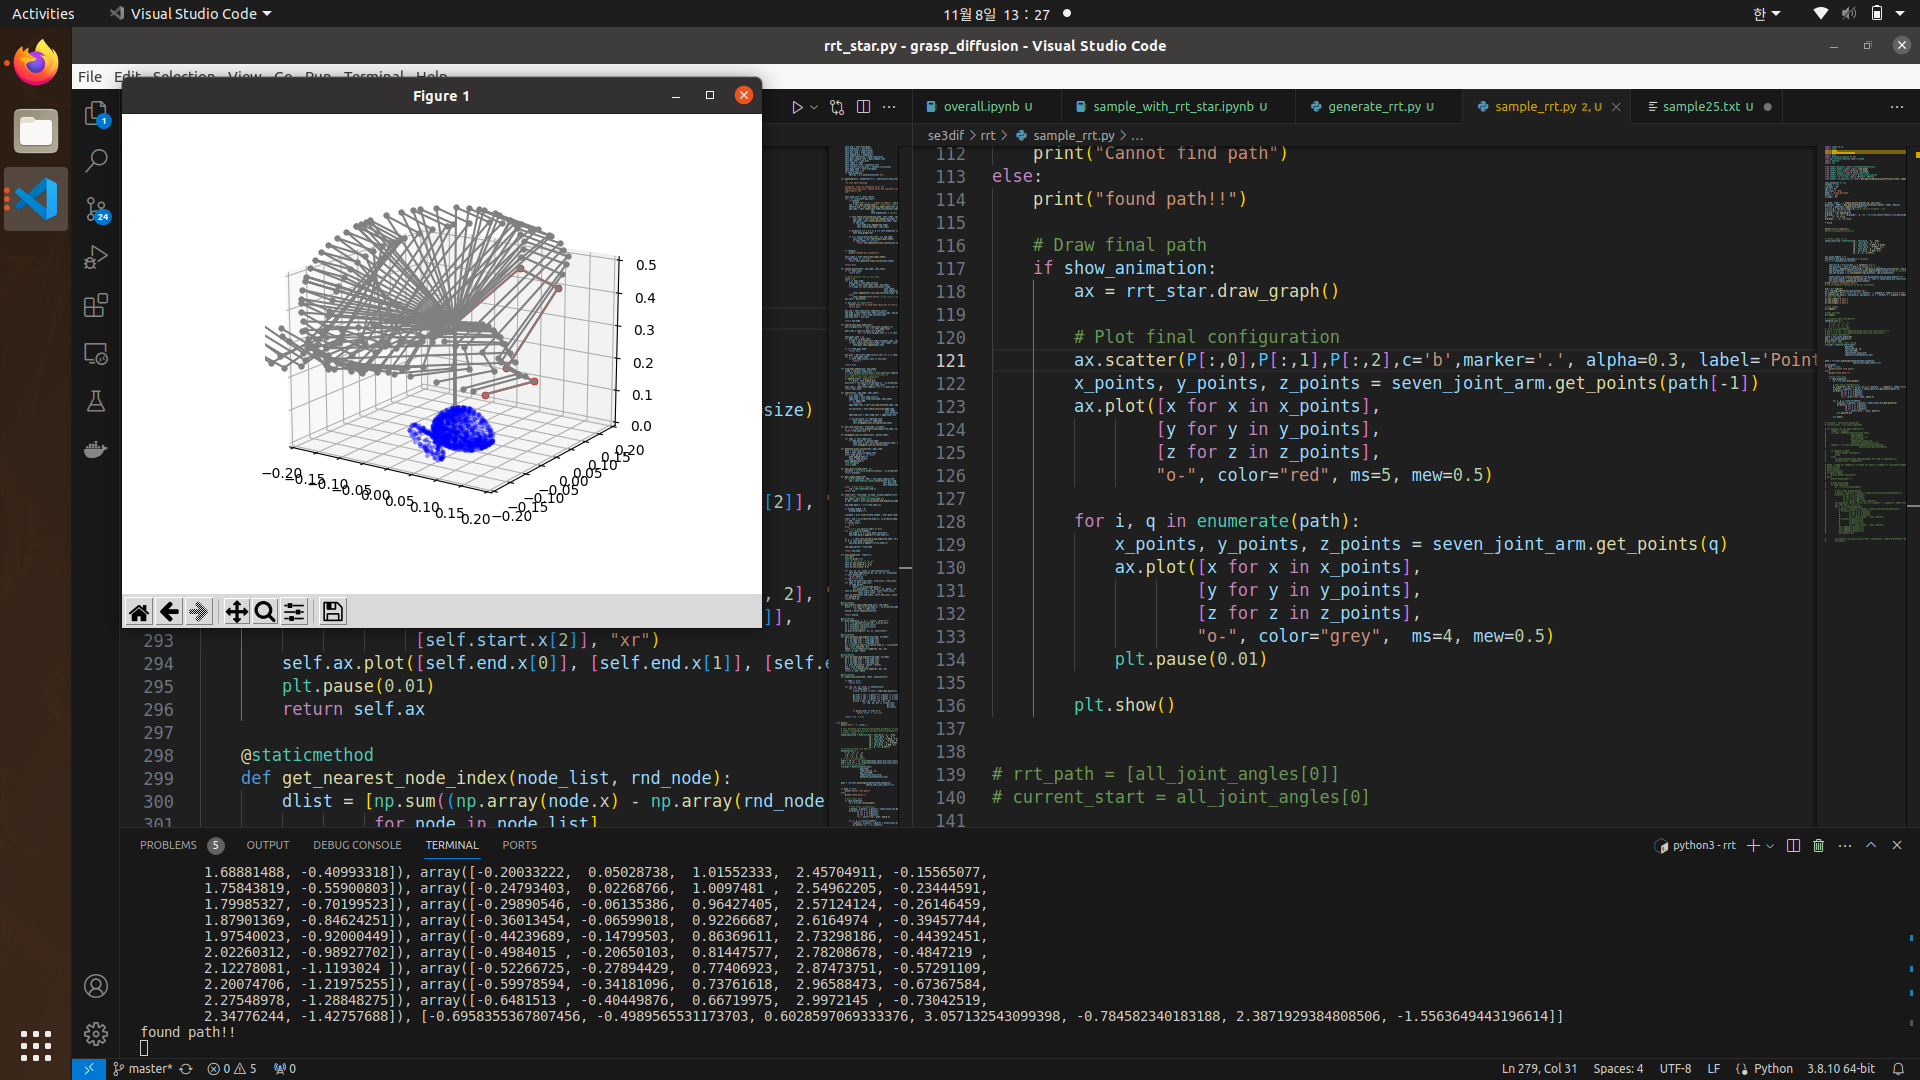 Activities
Visual Studio Code
11월 8일 13 : 27
한
rrt_star.py - grasp_diffusion - Visual Studio Code
File Edit Selection View Go Run Terminal Help
Figure 1
0.5
0.4
0.3
0.2
0.1
0.0
−0.20
−0.15
−0.10
−0.05
0.00
0.05
0.10
0.15
0.20
−0.20
−0.15
−0.10
−0.05
0.00
0.05
0.10
0.15
0.20
1
24
size)
[2]],
, 2],
]],
293 [self.start.x[2]], "xr")
294 self.ax.plot([self.end.x[0]], [self.end.x[1]], [self.e
295 plt.pause(0.01)
296 return self.ax
297
298 @staticmethod
299 def get_nearest_node_index(node_list, rnd_node):
300 dlist = [np.sum((np.array(node.x) - np.array(rnd_node
301 for node in node_list]
overall.ipynb U
sample_with_rrt_star.ipynb U
generate_rrt.py U
sample_rrt.py 2, U
sample25.txt U
se3dif > rrt > sample_rrt.py > ...
112 print("Cannot find path")
113 else:
114 print("found path!!")
115
116 # Draw final path
117 if show_animation:
118 ax = rrt_star.draw_graph()
119
120 # Plot final configuration
121 ax.scatter(P[:,0],P[:,1],P[:,2],c='b',marker='.', alpha=0.3, label='Point
122 x_points, y_points, z_points = seven_joint_arm.get_points(path[-1])
123 ax.plot([x for x in x_points],
124 [y for y in y_points],
125 [z for z in z_points],
126 "o-", color="red", ms=5, mew=0.5)
127
128 for i, q in enumerate(path):
129 x_points, y_points, z_points = seven_joint_arm.get_points(q)
130 ax.plot([x for x in x_points],
131 [y for y in y_points],
132 [z for z in z_points],
133 "o-", color="grey",  ms=4, mew=0.5)
134 plt.pause(0.01)
135
136 plt.show()
137
138
139 # rrt_path = [all_joint_angles[0]]
140 # current_start = all_joint_angles[0]
141
PROBLEMS 5 OUTPUT DEBUG CONSOLE TERMINAL PORTS
python3 - rrt
1.68881488, -0.40993318]), array([-0.20033222,  0.05028738,  1.01552333,  2.45704911, -0.15565077,
1.75843819, -0.55900803]), array([-0.24793403,  0.02268766,  1.0097481 ,  2.54962205, -0.23444591,
1.79985327, -0.70199523]), array([-0.29890546, -0.06135386,  0.96427405,  2.57124124, -0.26146459,
1.87901369, -0.84624251]), array([-0.36013454, -0.06599018,  0.92266687,  2.6164974 , -0.39457744,
1.97540023, -0.92000449]), array([-0.44239689, -0.14799503,  0.86369611,  2.73298186, -0.44392451,
2.02260312, -0.98927702]), array([-0.4984015 , -0.20650103,  0.81447577,  2.78208678, -0.4847219 ,
2.12278081, -1.1193024 ]), array([-0.52266725, -0.27894429,  0.77406923,  2.87473751, -0.57291109,
2.20074706, -1.21975255]), array([-0.59978594, -0.34181096,  0.73761618,  2.96588473, -0.67367584,
2.27548978, -1.28848275]), array([-0.6481513 , -0.40449876,  0.66719975,  2.9972145 , -0.73042519,
2.34776244, -1.42757688]), [-0.6958355367807456, -0.4989565531173703, 0.6028597069333376, 3.057132543099398, -0.784582340183188, 2.3871929384808506, -1.5563649443196614]]
found path!!
master* 0 5 0
Ln 279, Col 31 Spaces: 4 UTF-8 LF Python 3.8.10 64-bit